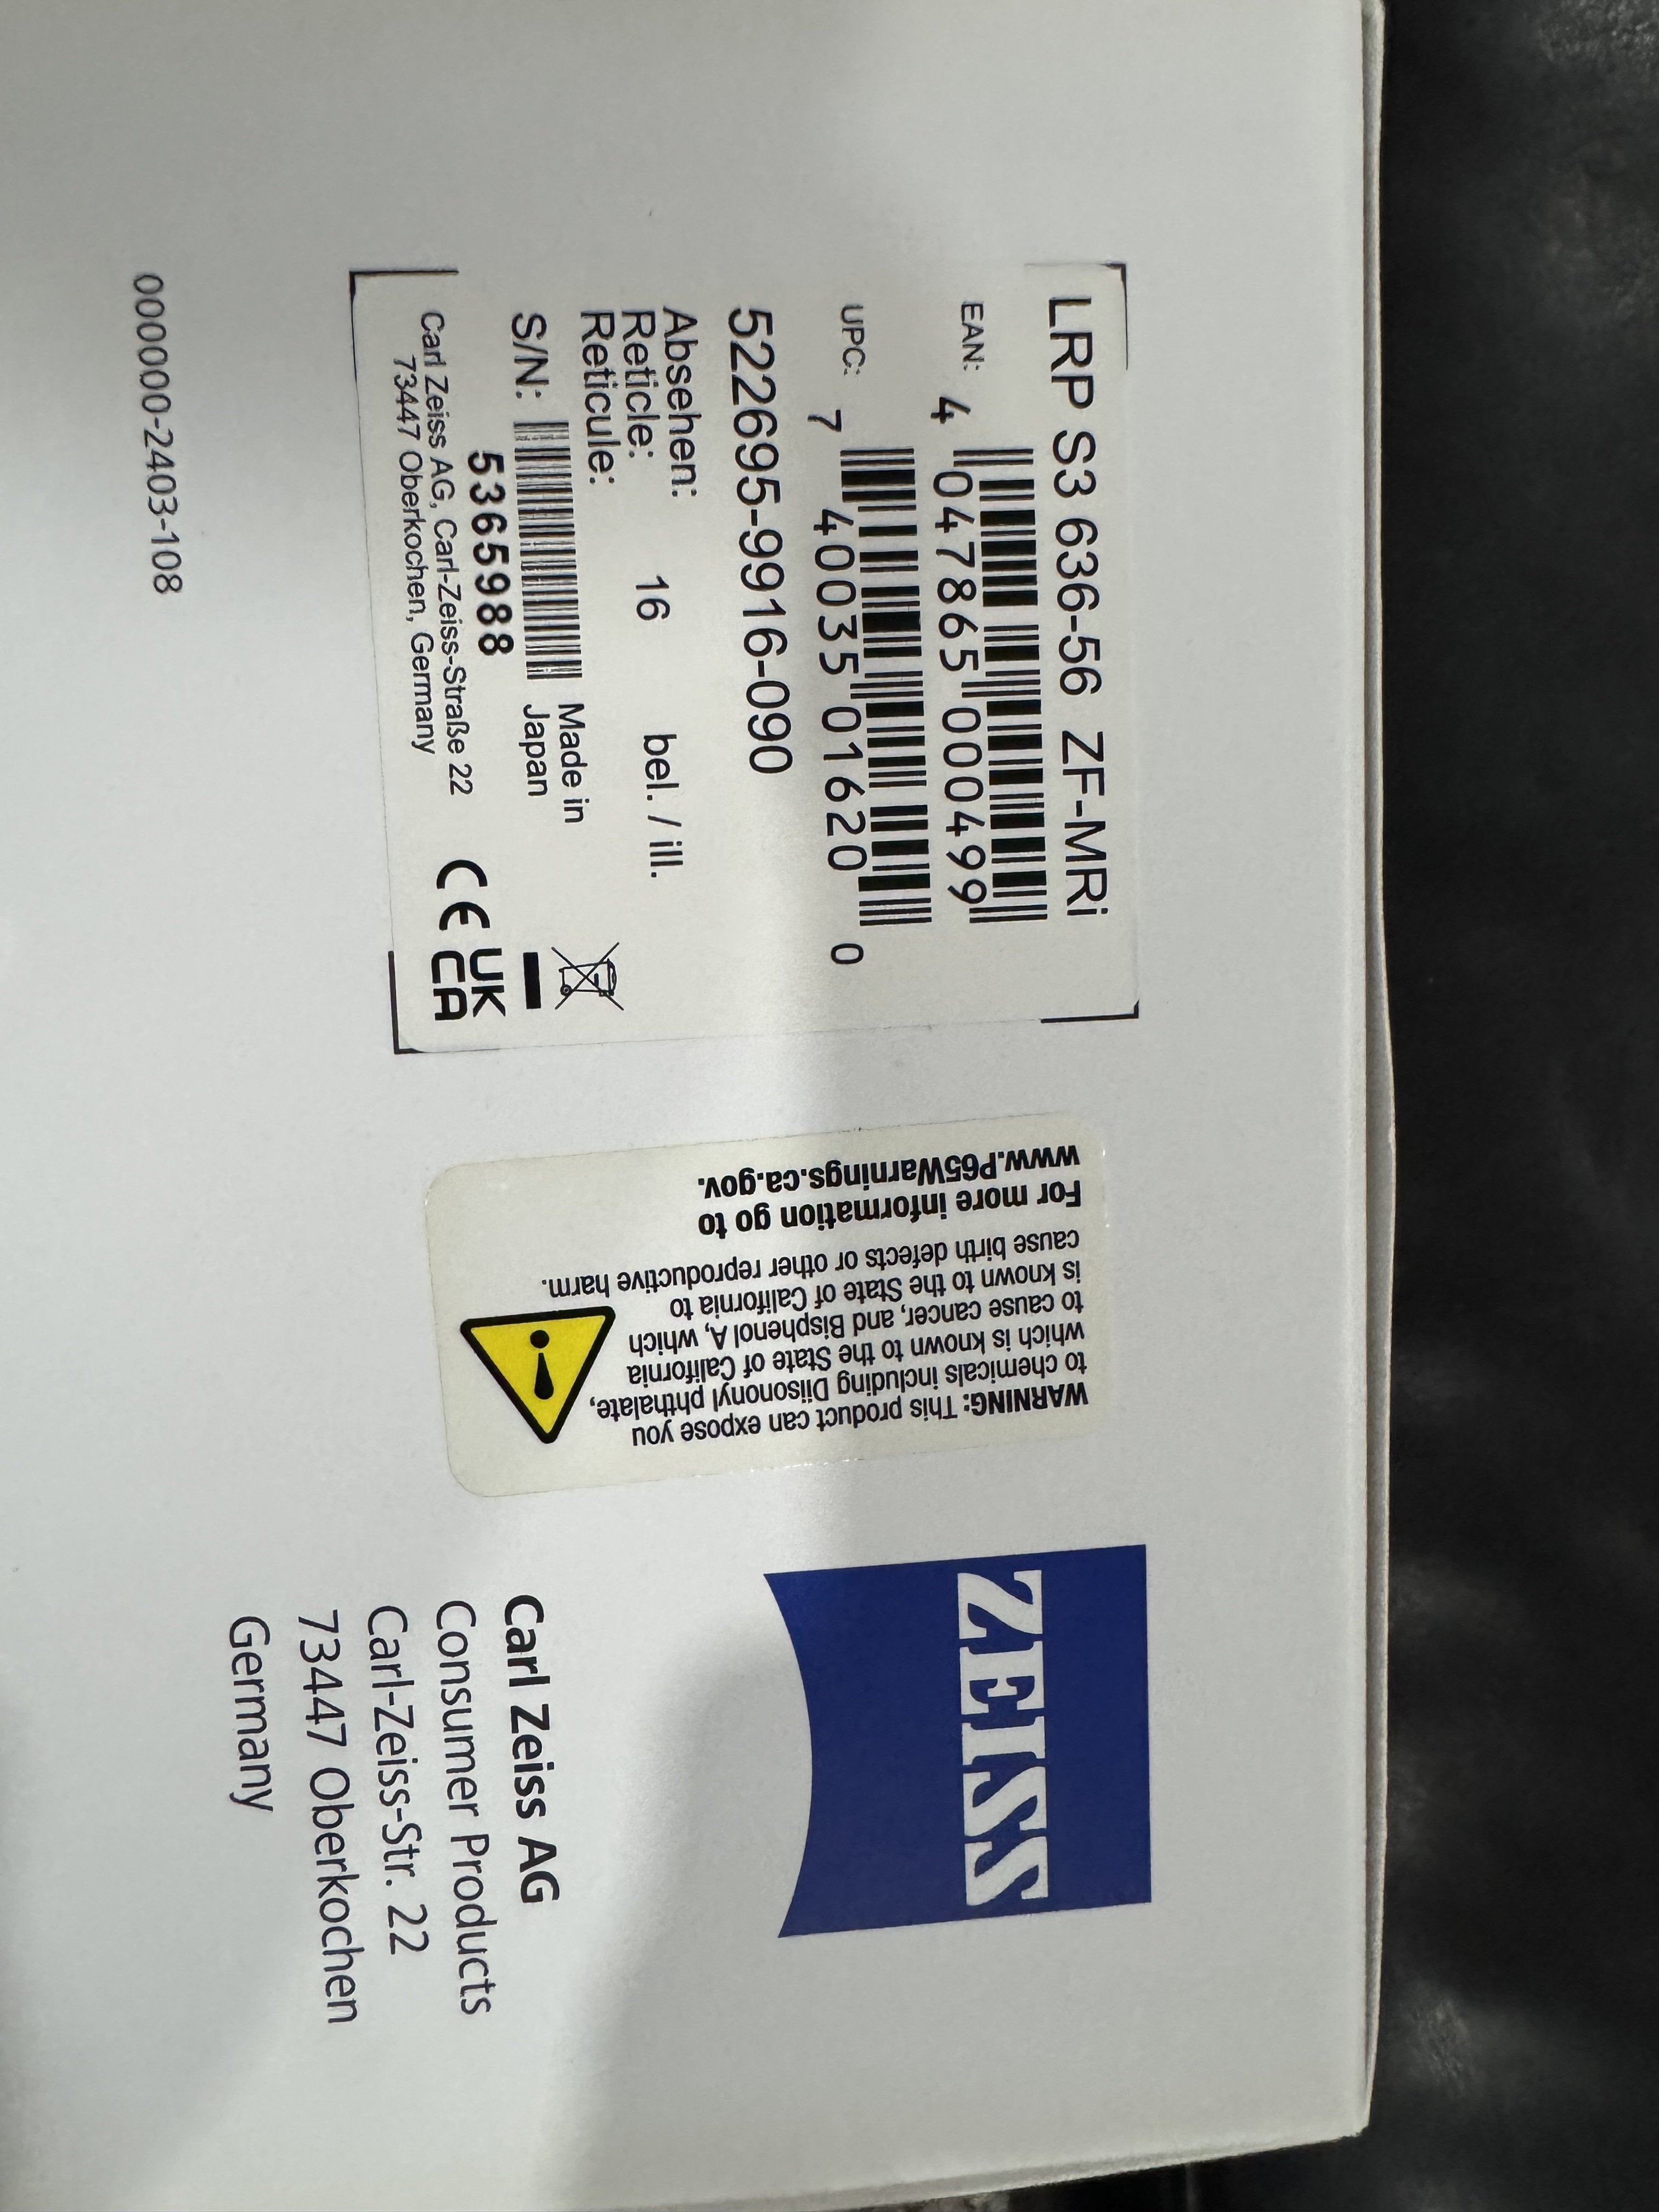 LRP S3 636-56 ZF-MRi
EAN: 4 047865 000499
UPC: 7 40035 01620 0
522695-9916-090
Absehen:
Reticle: 16 bel. / ill.
Reticule:
S/N: Made in
Japan
5365988
Carl Zeiss AG, Carl-Zeiss-Straße 22
73447 Oberkochen, Germany
CE UK
CA
000000-2403-108
WARNING: This product can expose you
to chemicals including Diisononyl phthalate,
which is known to the State of California
to cause cancer, and Bisphenol A, which
is known to the State of California to
cause birth defects or other reproductive harm.
For more information go to
www.P65Warnings.ca.gov.
ZEISS
Carl Zeiss AG
Consumer Products
Carl-Zeiss-Str. 22
73447 Oberkochen
Germany